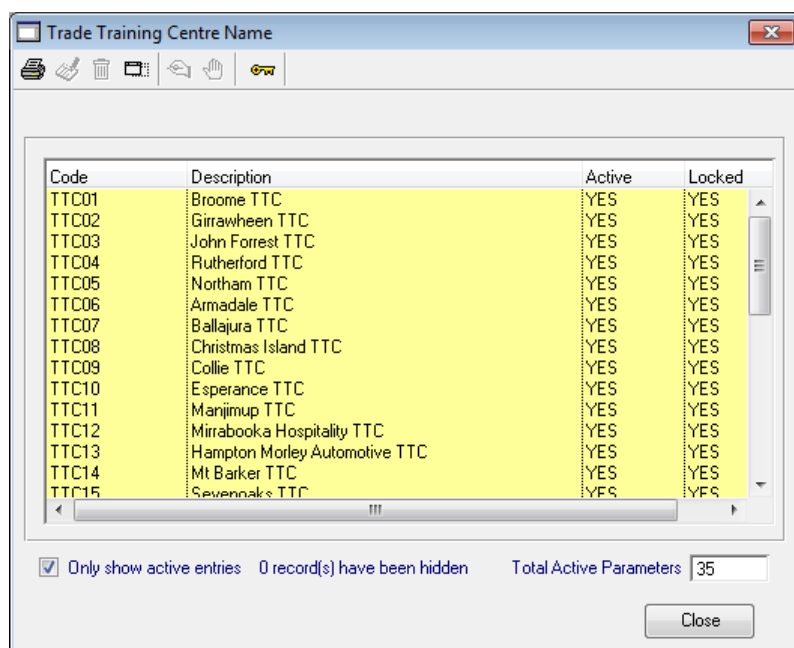 Trade Training Centre Name
Code Description Active Locked
TTC01 Broome TTC YES YES
TTC02 Girrawheen TTC YES YES
TTC03 John Forrest TTC YES YES
TTC04 Rutherford TTC YES YES
TTC05 Northam TTC YES YES
TTC06 Armadale TTC YES YES
TTC07 Ballajura TTC YES YES
TTC08 Christmas Island TTC YES YES
TTC09 Collie TTC YES YES
TTC10 Esperance TTC YES YES
TTC11 Manjimup TTC YES YES
TTC12 Mirrabooka Hospitality TTC YES YES
TTC13 Hampton Morley Automotive TTC YES YES
TTC14 Mt Barker TTC YES YES
TTC15 Sevenoaks TTC YES YES
Only show active entries 0 record(s) have been hidden Total Active Parameters 35
Close